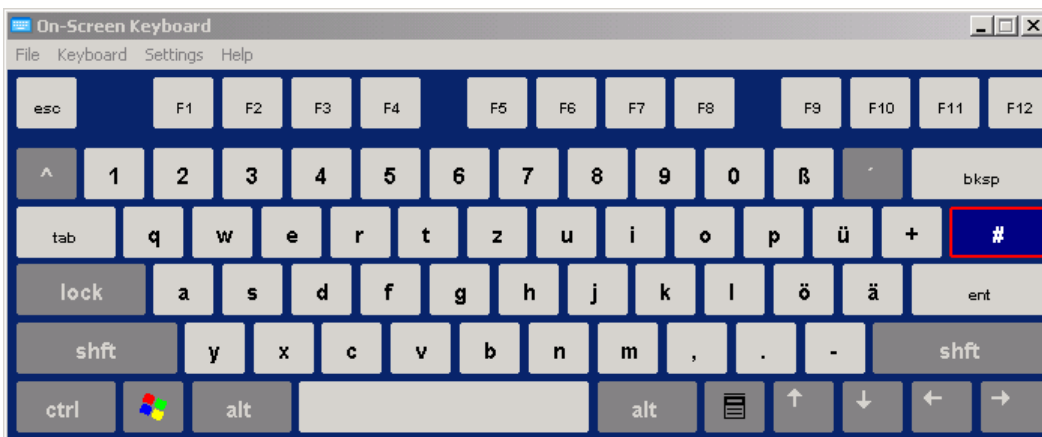 On-Screen Keyboard
File Keyboard Settings Help
esc F1 F2 F3 F4 F5 F6 F7 F8 F9 F10 F11 F12
^ 1 2 3 4 5 6 7 8 9 0 ß ´ bksp
tab q w e r t z u i o p ü + #
lock a s d f g h j k l ö ä ent
shft y x c v b n m , . - shft
ctrl alt alt ↑ ↓ ← →